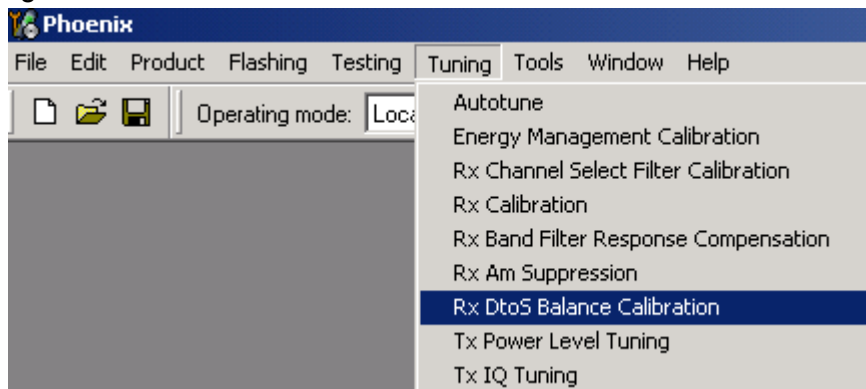 Phoenix
File Edit Product Flashing Testing Tuning Tools Window Help
Operating mode:
Autotune
Energy Management Calibration
Rx Channel Select Filter Calibration
Rx Calibration
Rx Band Filter Response Compensation
Rx Am Suppression
Rx DtoS Balance Calibration
Tx Power Level Tuning
Tx IQ Tuning